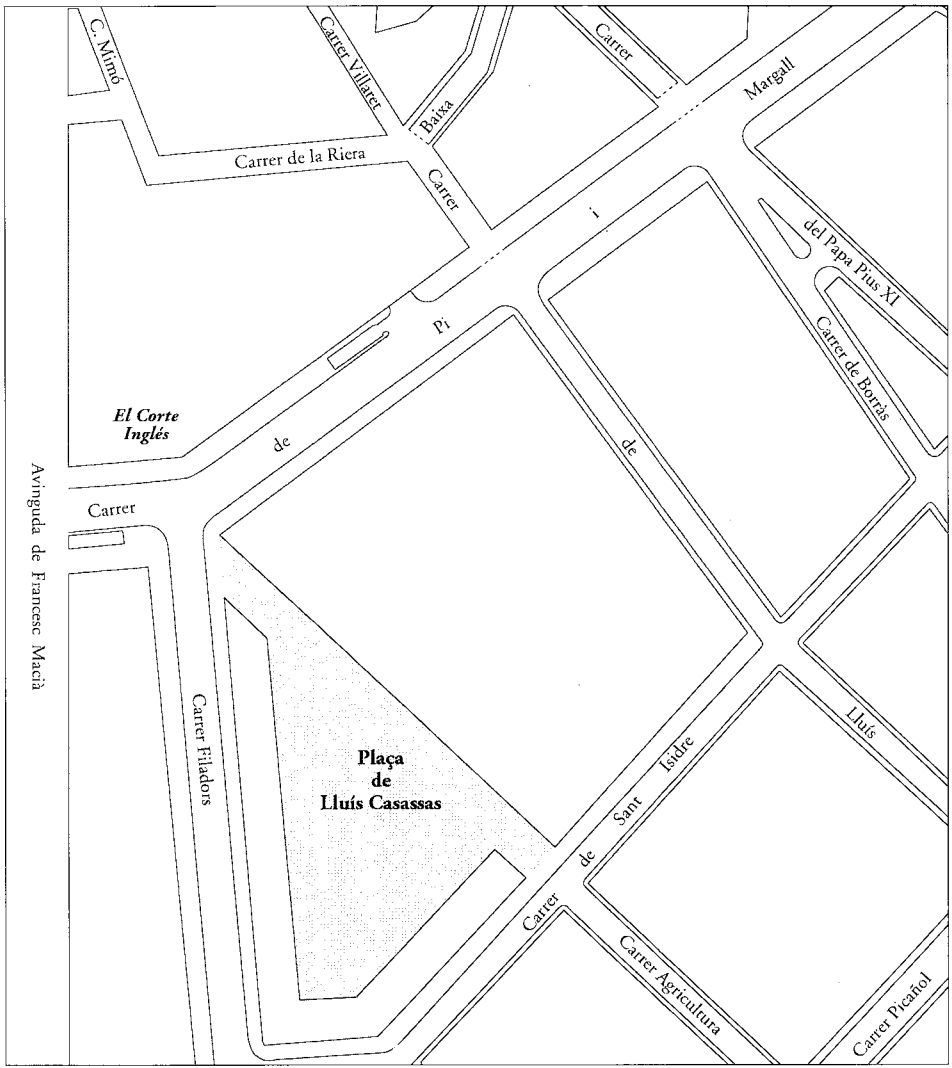 C. Mimó
Carrer Villaret
Baixa
Carrer
Margall
Carrer de la Riera
Carrer
i
del Papa Pius XI
Pi
Carrer de Borràs
El Corte
Inglés
de
de
Carrer
Avinguda de Francesc Macià
Carrer Filadors
Plaça
de
Lluís Casassas
Isidre
Lluís
Sant
de
Carrer
Carrer Agricultura
Carrer Picañol